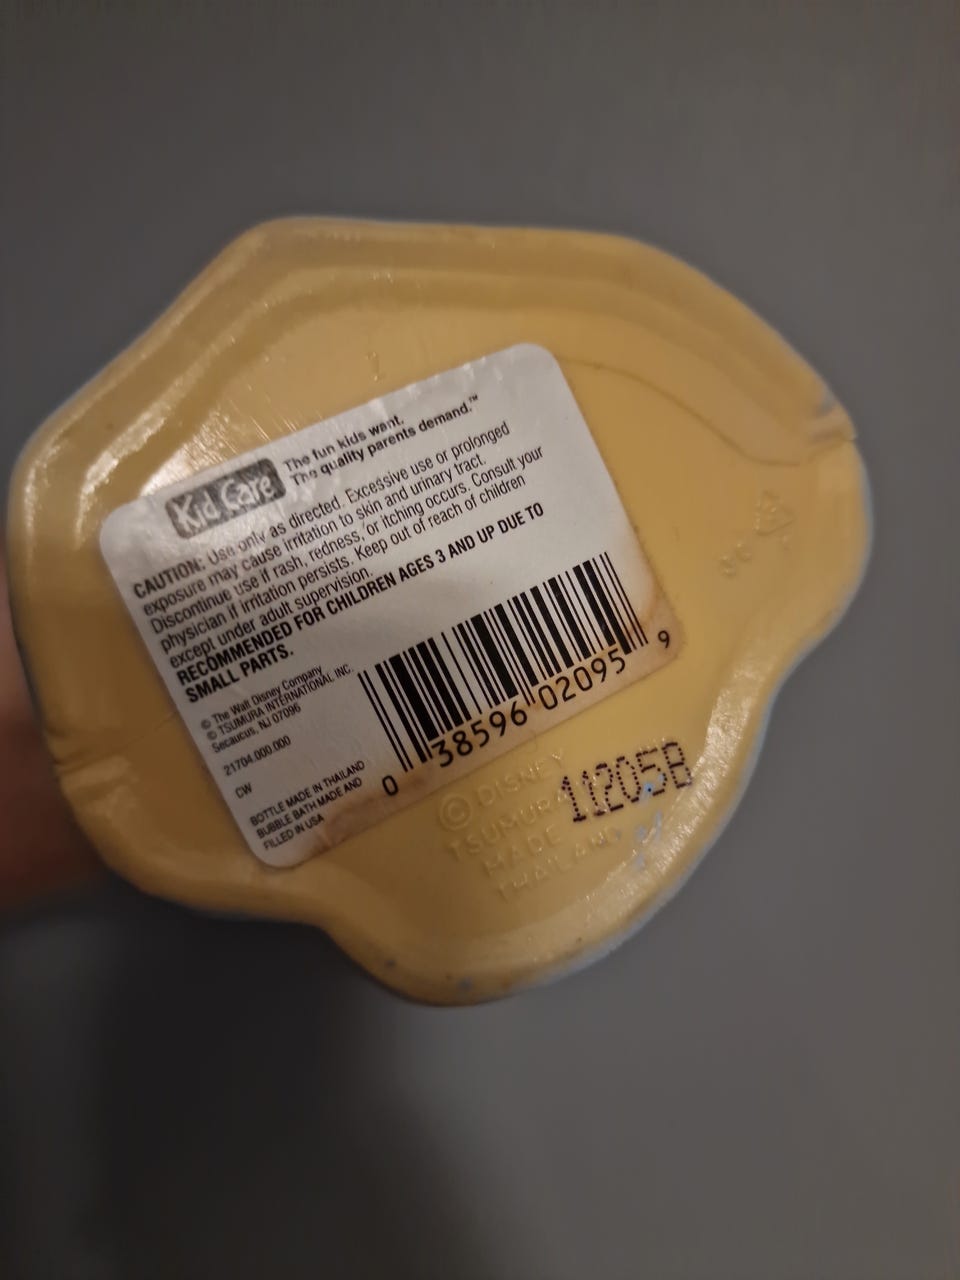 Kid Care
The fun kids want.
The quality parents demand.™
CAUTION: Use only as directed. Excessive use or prolonged
exposure may cause irritation to skin and urinary tract.
Discontinue use if rash, redness, or itching occurs. Consult your
physician if irritation persists. Keep out of reach of children
except under adult supervision.
RECOMMENDED FOR CHILDREN AGES 3 AND UP DUE TO
SMALL PARTS.
© The Walt Disney Company
© TSUMURA INTERNATIONAL INC.
Secaucus, NJ 07096
21704.000.000
CW
BOTTLE MADE IN THAILAND
BUBBLE BATH MADE AND
FILLED IN USA
0 38596 02095 9
11205B
© DISNEY
TSUMURA
MADE
THAILAND